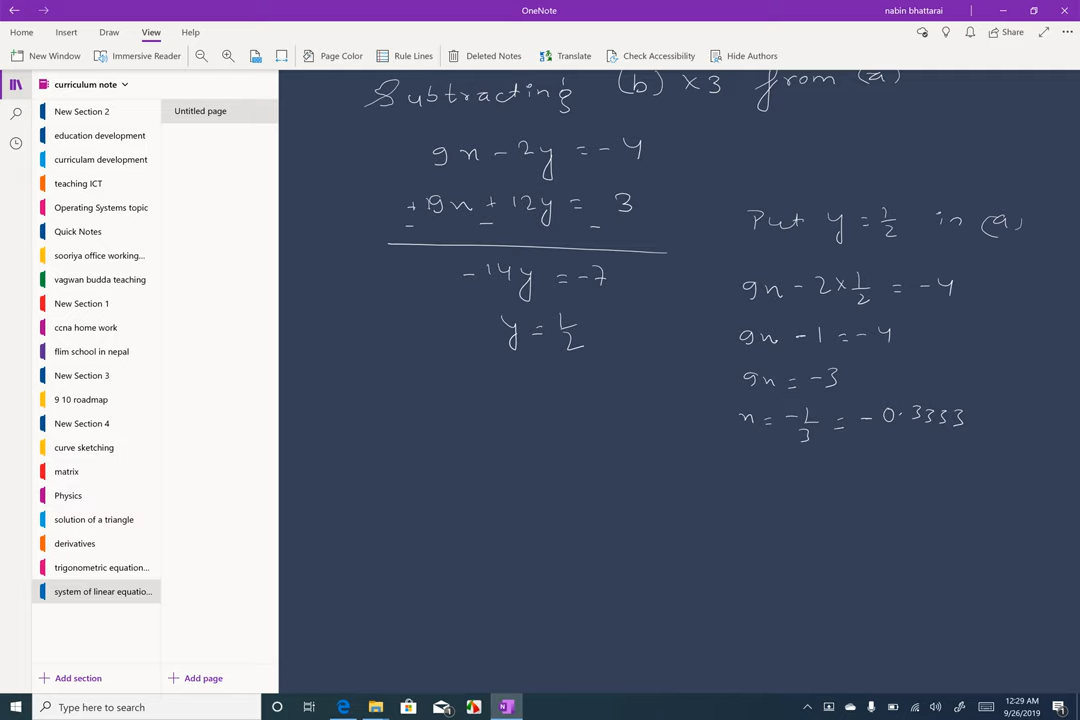 OneNote
nabin bhattarai
Home Insert Draw View Help
Share
New Window Immersive Reader Page Color Rule Lines Deleted Notes Translate Check Accessibility Hide Authors
curriculum note
New Section 2
education development
curriculam development
teaching ICT
Operating Systems topic
Quick Notes
sooriya office working...
vagwan budda teaching
New Section 1
ccna home work
flim school in nepal
New Section 3
9 10 roadmap
New Section 4
curve sketching
matrix
Physics
solution of a triangle
derivatives
trigonometric equation...
system of linear equatio...
Add section
Untitled page
Add page
Subtracting (b) ×3 from (a)
9x - 2y = -4
+9x + 12y = 3
- - -
-14y = -7
y = 1/2
Put y = 1/2 in (a)
9x - 2 × 1/2 = -4
9x - 1 = -4
9x = -3
x = -1/3 = -0.3333
Type here to search
12:29 AM
9/26/2019
1